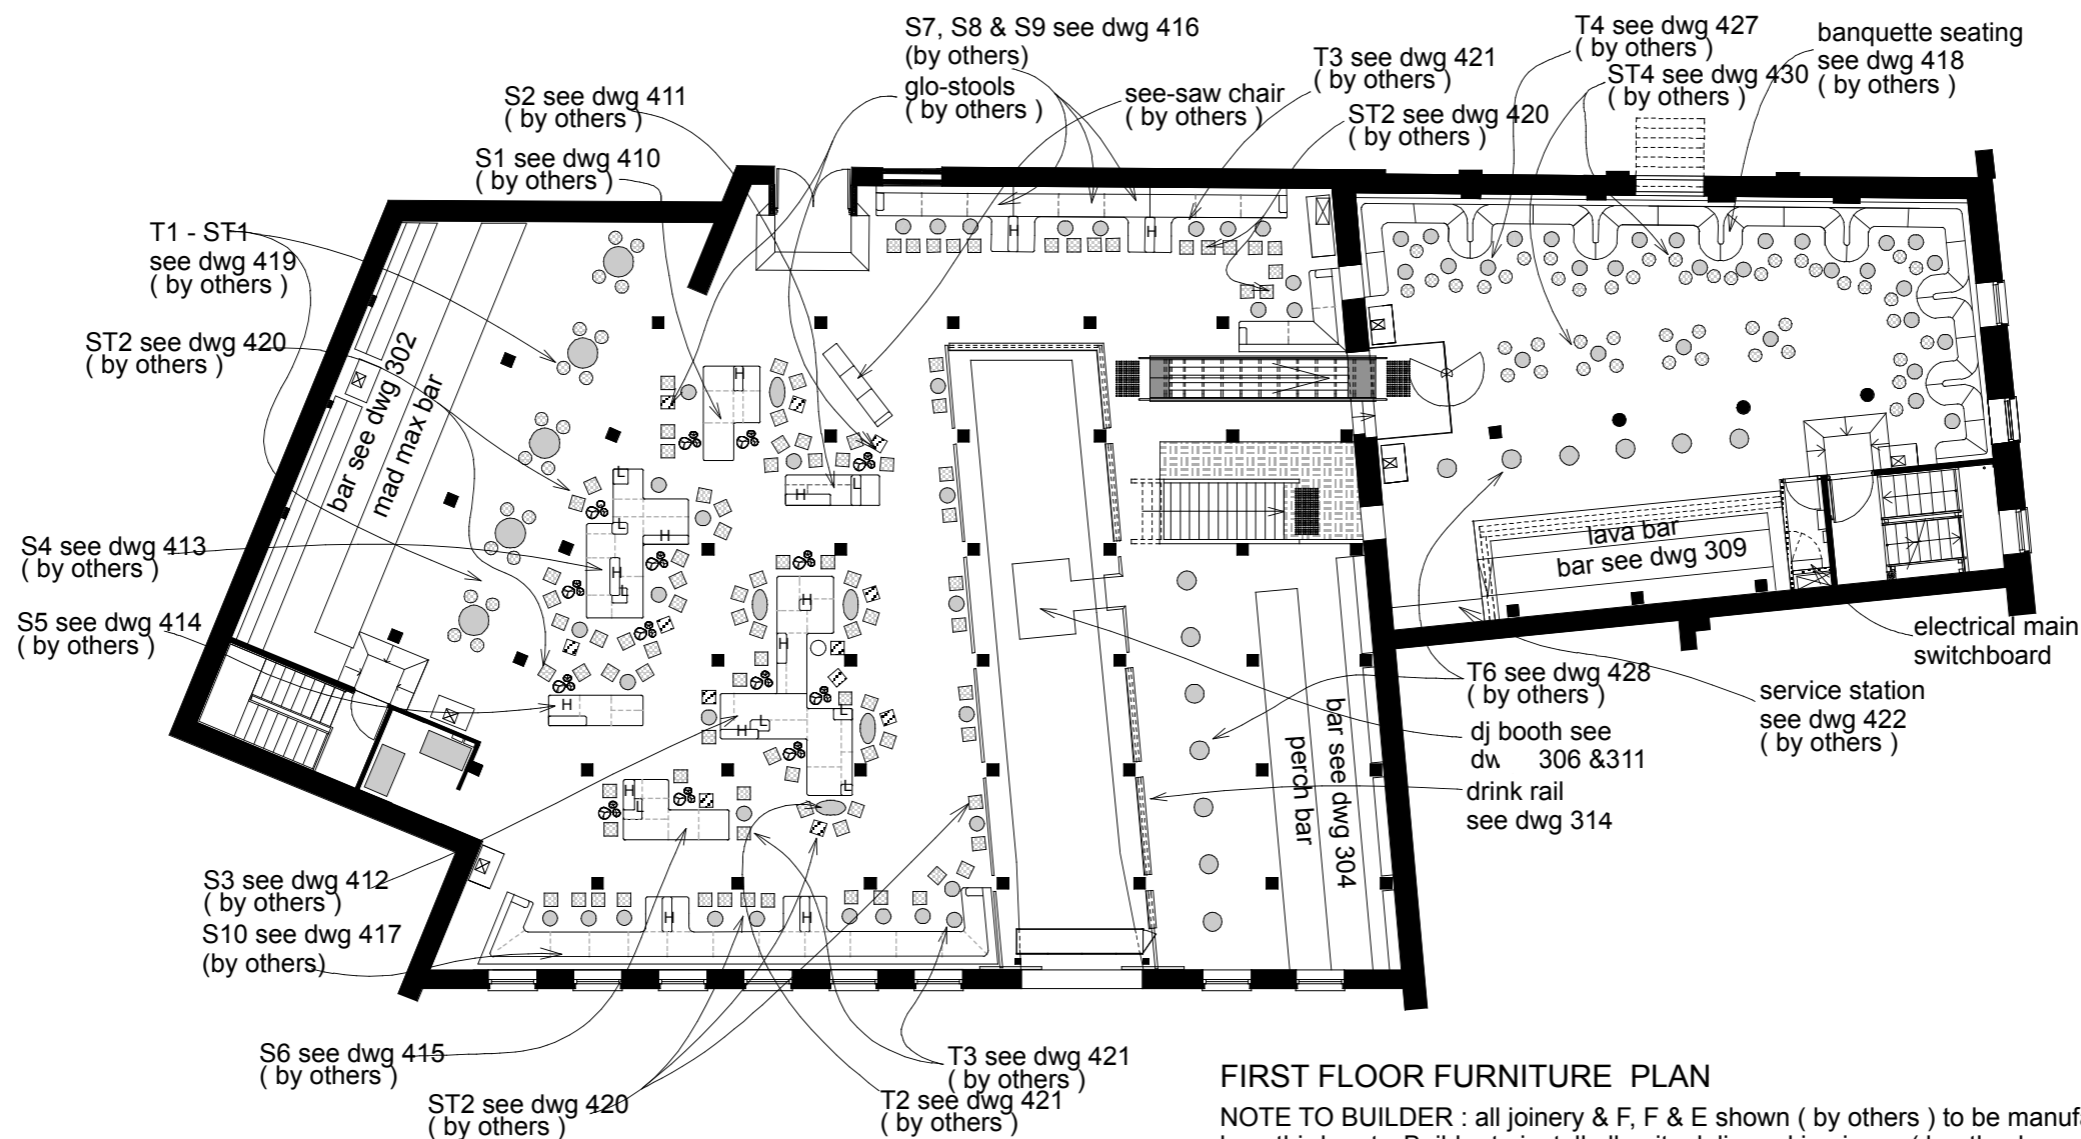 S7, S8 & S9 see dwg 416
(by others)
glo-stools
( by others )
T4 see dwg 427
( by others )
ST4 see dwg 430
( by others )
banquette seating
see dwg 418
( by others )
T3 see dwg 421
( by others )
ST2 see dwg 420
( by others )
see-saw chair
( by others )
S2 see dwg 411
( by others )
S1 see dwg 410
( by others )
T1 - ST1
see dwg 419
( by others )
ST2 see dwg 420
( by others )
bar see dwg 302
mad max bar
S4 see dwg 413
( by others )
S5 see dwg 414
( by others )
H
H
H
H
L
L
L
H
H
L
H
H
H
L
H
L
L
H
L
H
H
lava bar
bar see dwg 309
electrical main
switchboard
service station
see dwg 422
( by others )
T6 see dwg 428
( by others )
dj booth see
306 &311
drink rail
see dwg 314
bar see dwg 304
perch bar
S3 see dwg 412
( by others )
S10 see dwg 417
(by others)
S6 see dwg 415
( by others )
ST2 see dwg 420
( by others )
T3 see dwg 421
( by others )
T2 see dwg 421
( by others )
FIRST FLOOR FURNITURE PLAN
NOTE TO BUILDER : all joinery & F, F & E shown ( by others ) to be